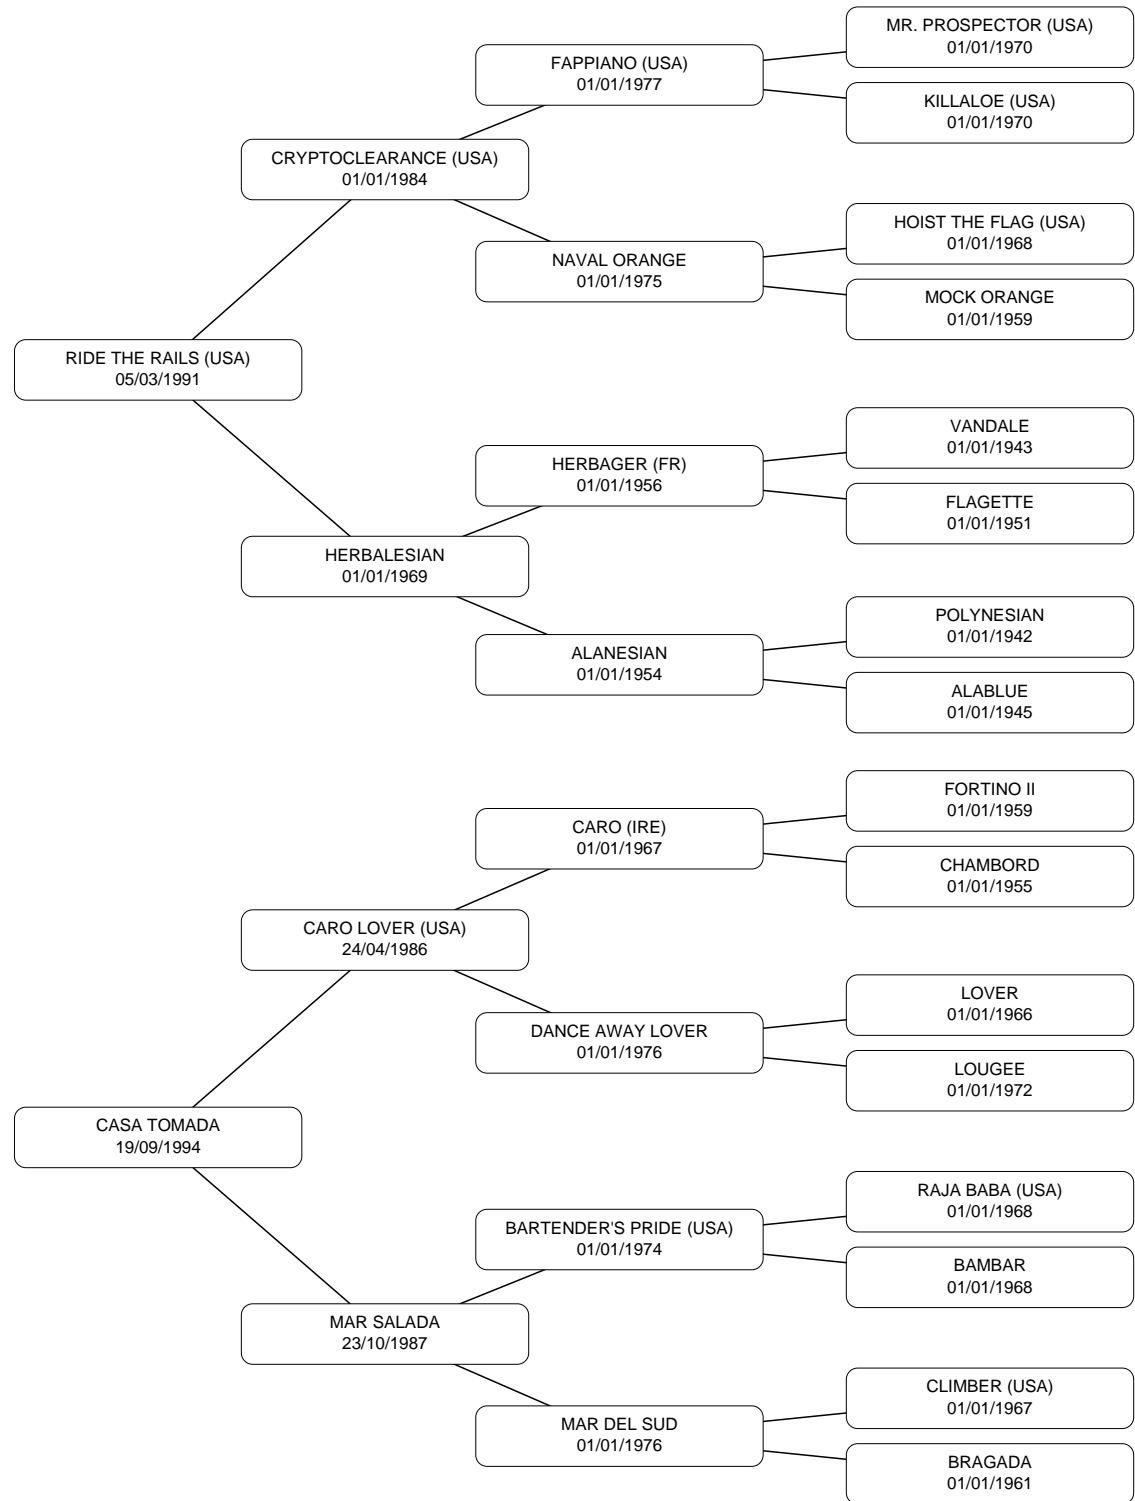 MR. PROSPECTOR (USA)
01/01/1970
FAPPIANO (USA)
01/01/1977
KILLALOE (USA)
01/01/1970
CRYPTOCLEARANCE (USA)
01/01/1984
HOIST THE FLAG (USA)
01/01/1968
NAVAL ORANGE
01/01/1975
MOCK ORANGE
01/01/1959
RIDE THE RAILS (USA)
05/03/1991
VANDALE
01/01/1943
HERBAGER (FR)
01/01/1956
FLAGETTE
01/01/1951
HERBALESIAN
01/01/1969
POLYNESIAN
01/01/1942
ALANESIAN
01/01/1954
ALABLUE
01/01/1945
FORTINO II
01/01/1959
CARO (IRE)
01/01/1967
CHAMBORD
01/01/1955
CARO LOVER (USA)
24/04/1986
LOVER
01/01/1966
DANCE AWAY LOVER
01/01/1976
LOUGEE
01/01/1972
CASA TOMADA
19/09/1994
RAJA BABA (USA)
01/01/1968
BARTENDER'S PRIDE (USA)
01/01/1974
BAMBAR
01/01/1968
MAR SALADA
23/10/1987
CLIMBER (USA)
01/01/1967
MAR DEL SUD
01/01/1976
BRAGADA
01/01/1961